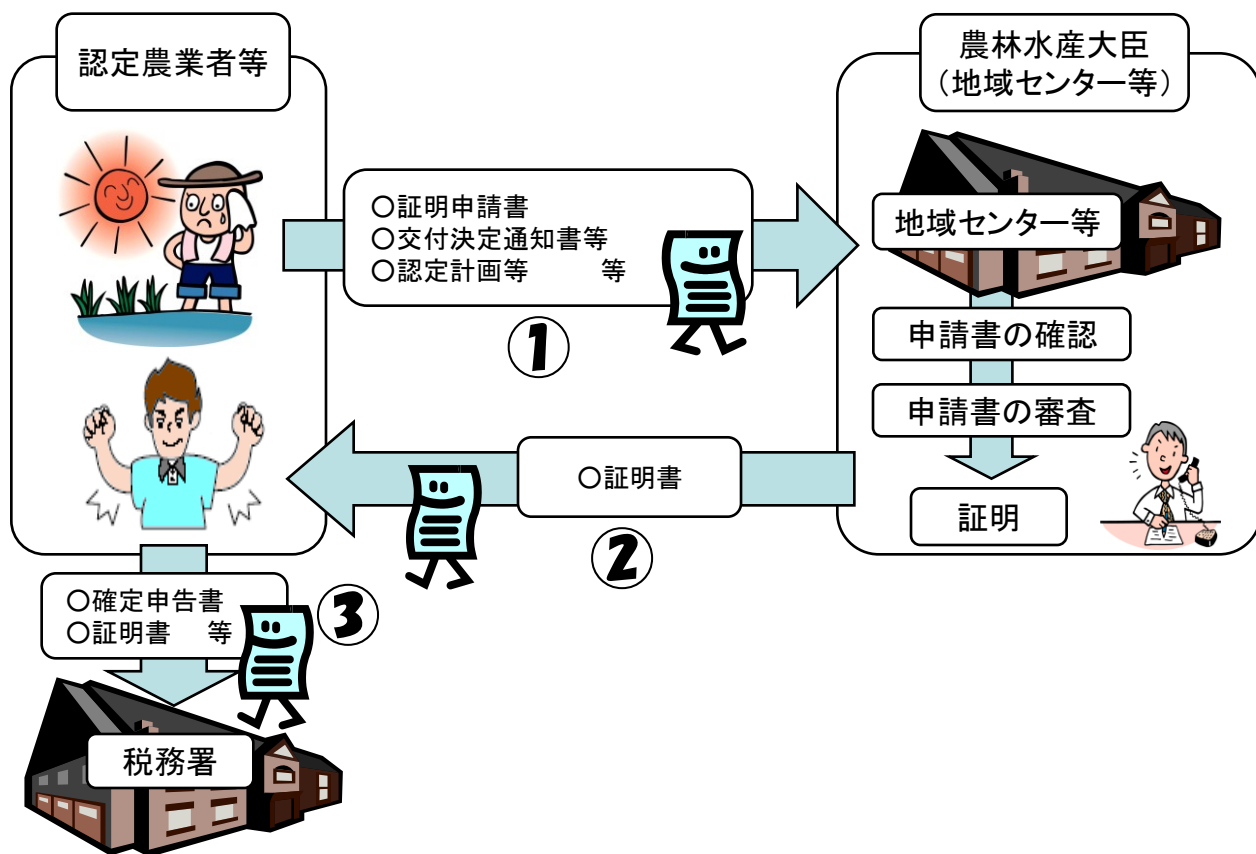 認定農業者等
農林水産大臣
（地域センター等）
○証明申請書
○交付決定通知書等
○認定計画等　　等
①
地域センター等
申請書の確認
申請書の審査
証明
○証明書
②
○確定申告書
○証明書　等
③
税務署